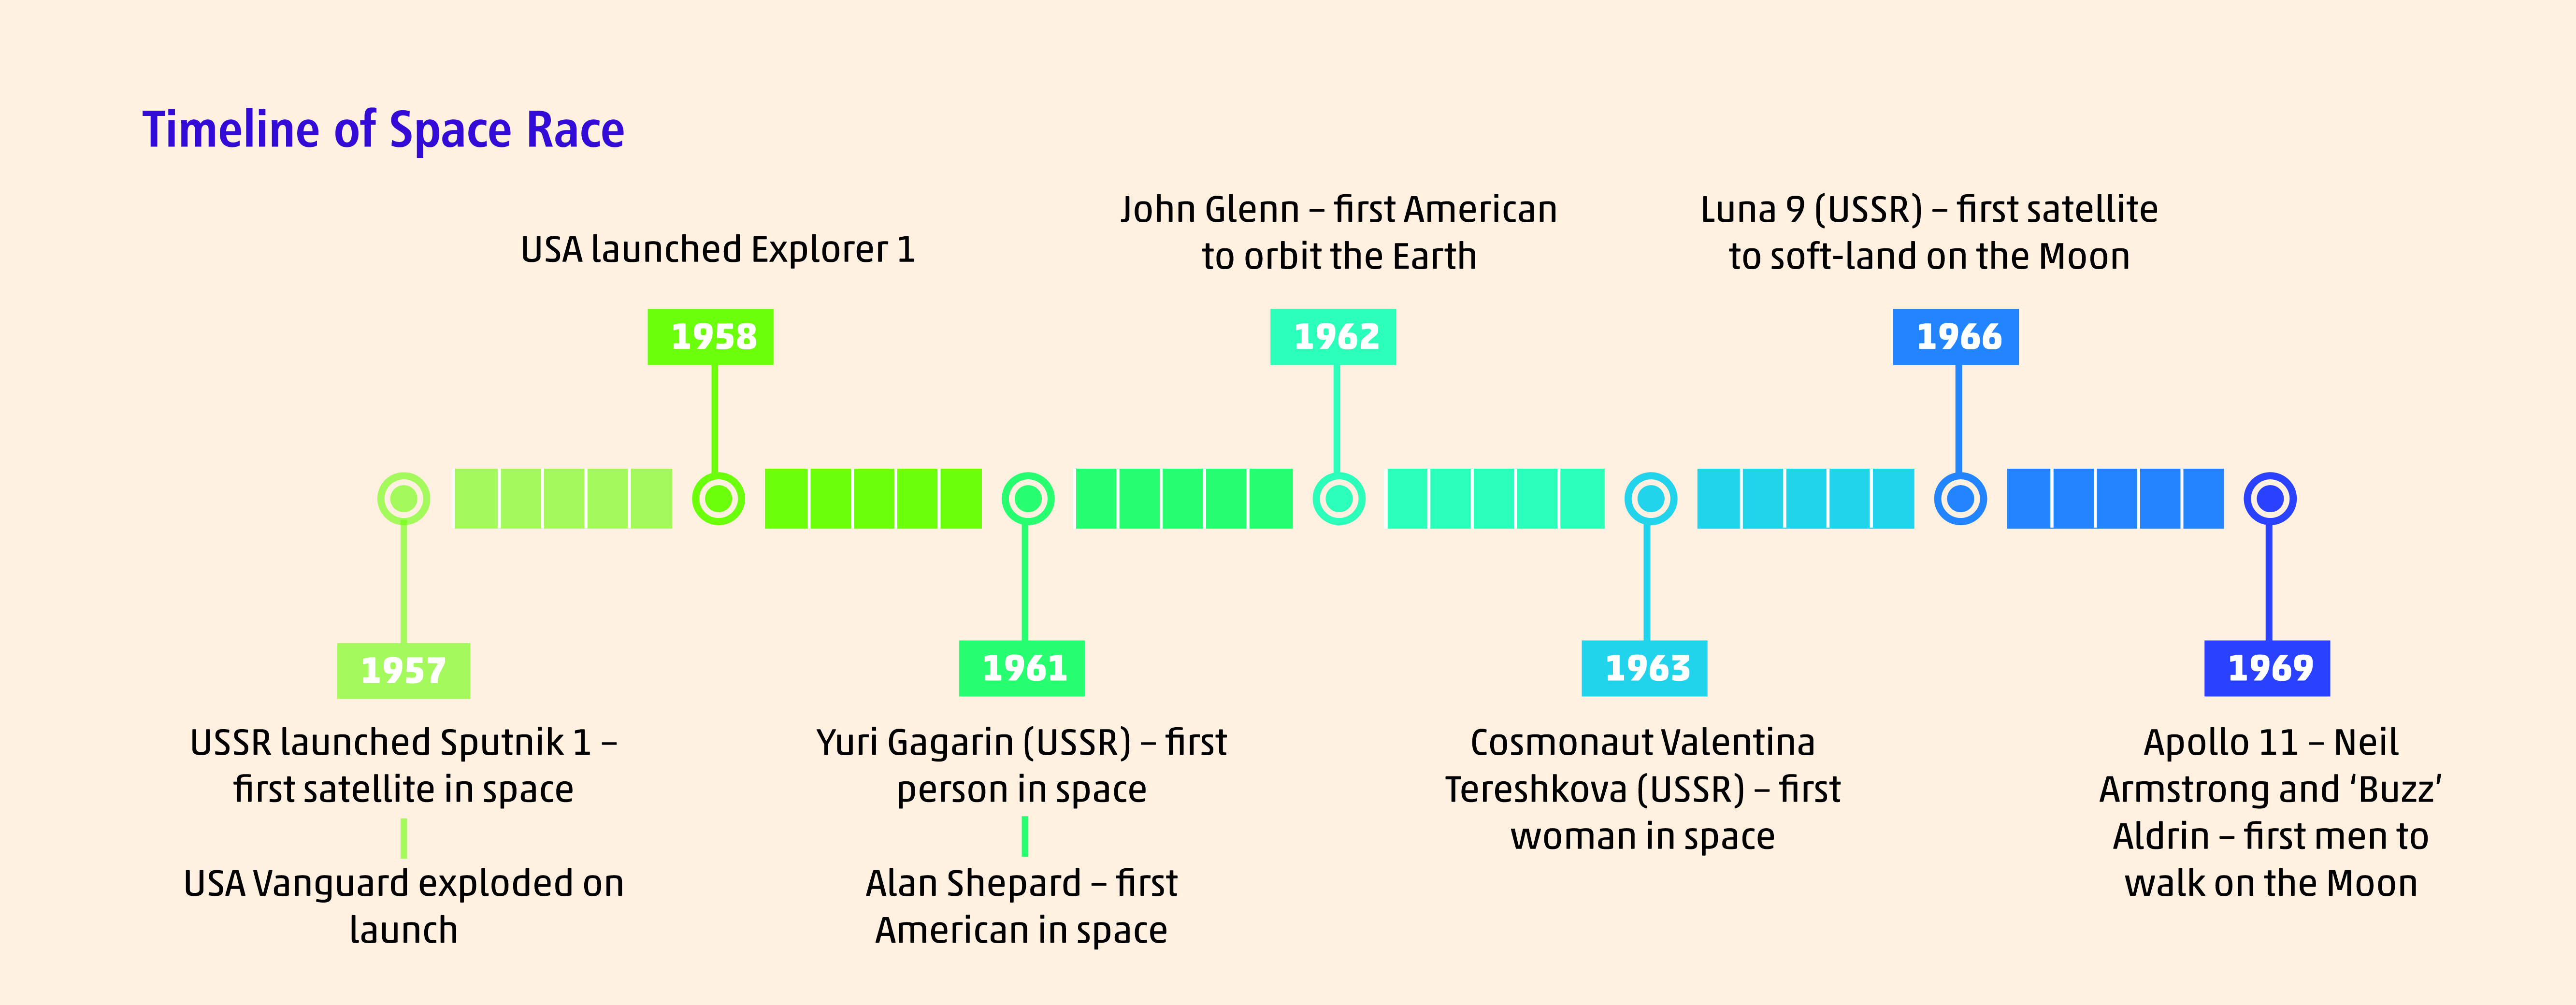 Timeline of Space Race
USSR launched Sputnik 1 –
first satellite in space
USA Vanguard exploded on
launch
1957
USA launched Explorer 1
1958
1961
Yuri Gagarin (USSR) – first
person in space
Alan Shepard – first
American in space
John Glenn – first American
to orbit the Earth
1962
1963
Cosmonaut Valentina
Tereshkova (USSR) – first
woman in space
Luna 9 (USSR) – first satellite
to soft-land on the Moon
1966
1969
Apollo 11 – Neil
Armstrong and ‘Buzz’
Aldrin – first men to
walk on the Moon